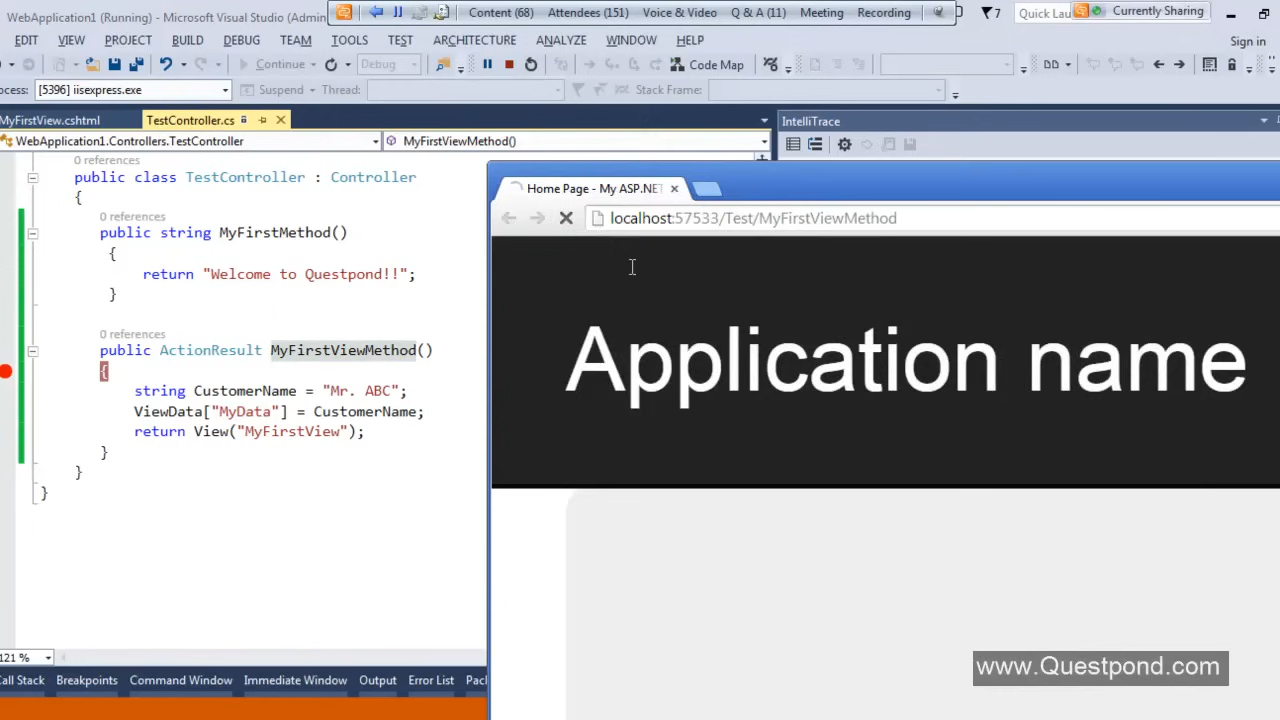 WebApplication1 (Running) - Microsoft Visual Studio (Admin
Content (68) Attendees (151) Voice & Video Q & A (11) Meeting Recording
7 Quick Lau
Currently Sharing
EDIT VIEW PROJECT BUILD DEBUG TEAM TOOLS TEST ARCHITECTURE ANALYZE WINDOW HELP
Sign in
Continue Debug Code Map
ocess: [5396] iisexpress.exe Suspend Thread: Stack Frame:
MyFirstView.cshtml TestController.cs
IntelliTrace
WebApplication1.Controllers.TestController MyFirstViewMethod()
0 references
public class TestController : Controller
{
0 references
public string MyFirstMethod()
{
return "Welcome to Questpond!!";
}
0 references
public ActionResult MyFirstViewMethod()
{
string CustomerName = "Mr. ABC";
ViewData["MyData"] = CustomerName;
return View("MyFirstView");
}
}
}
Home Page - My ASP.NET
localhost:57533/Test/MyFirstViewMethod
Application name
121 %
Call Stack Breakpoints Command Window Immediate Window Output Error List Pac
www.Questpond.com